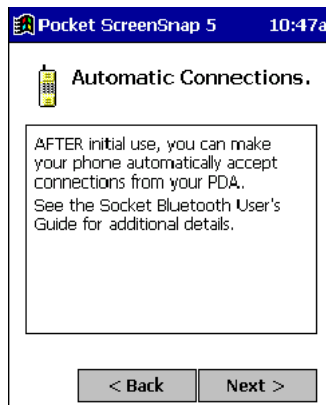 Pocket ScreenSnap 5 10:47a
Automatic Connections.
AFTER initial use, you can make
your phone automatically accept
connections from your PDA.
See the Socket Bluetooth User's
Guide for additional details.
< Back Next >